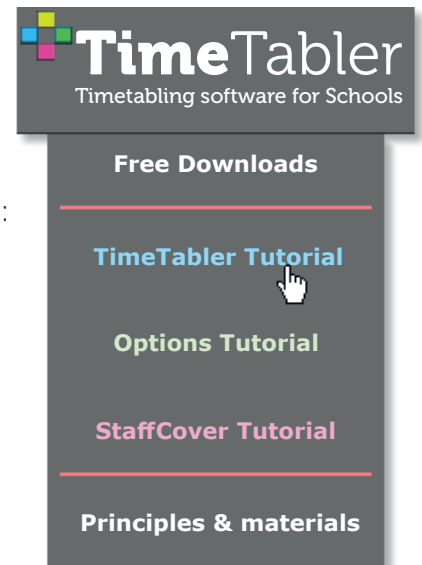 TimeTabler
Timetabling software for Schools
Free Downloads
:
TimeTabler Tutorial
Options Tutorial
StaffCover Tutorial
Principles & materials